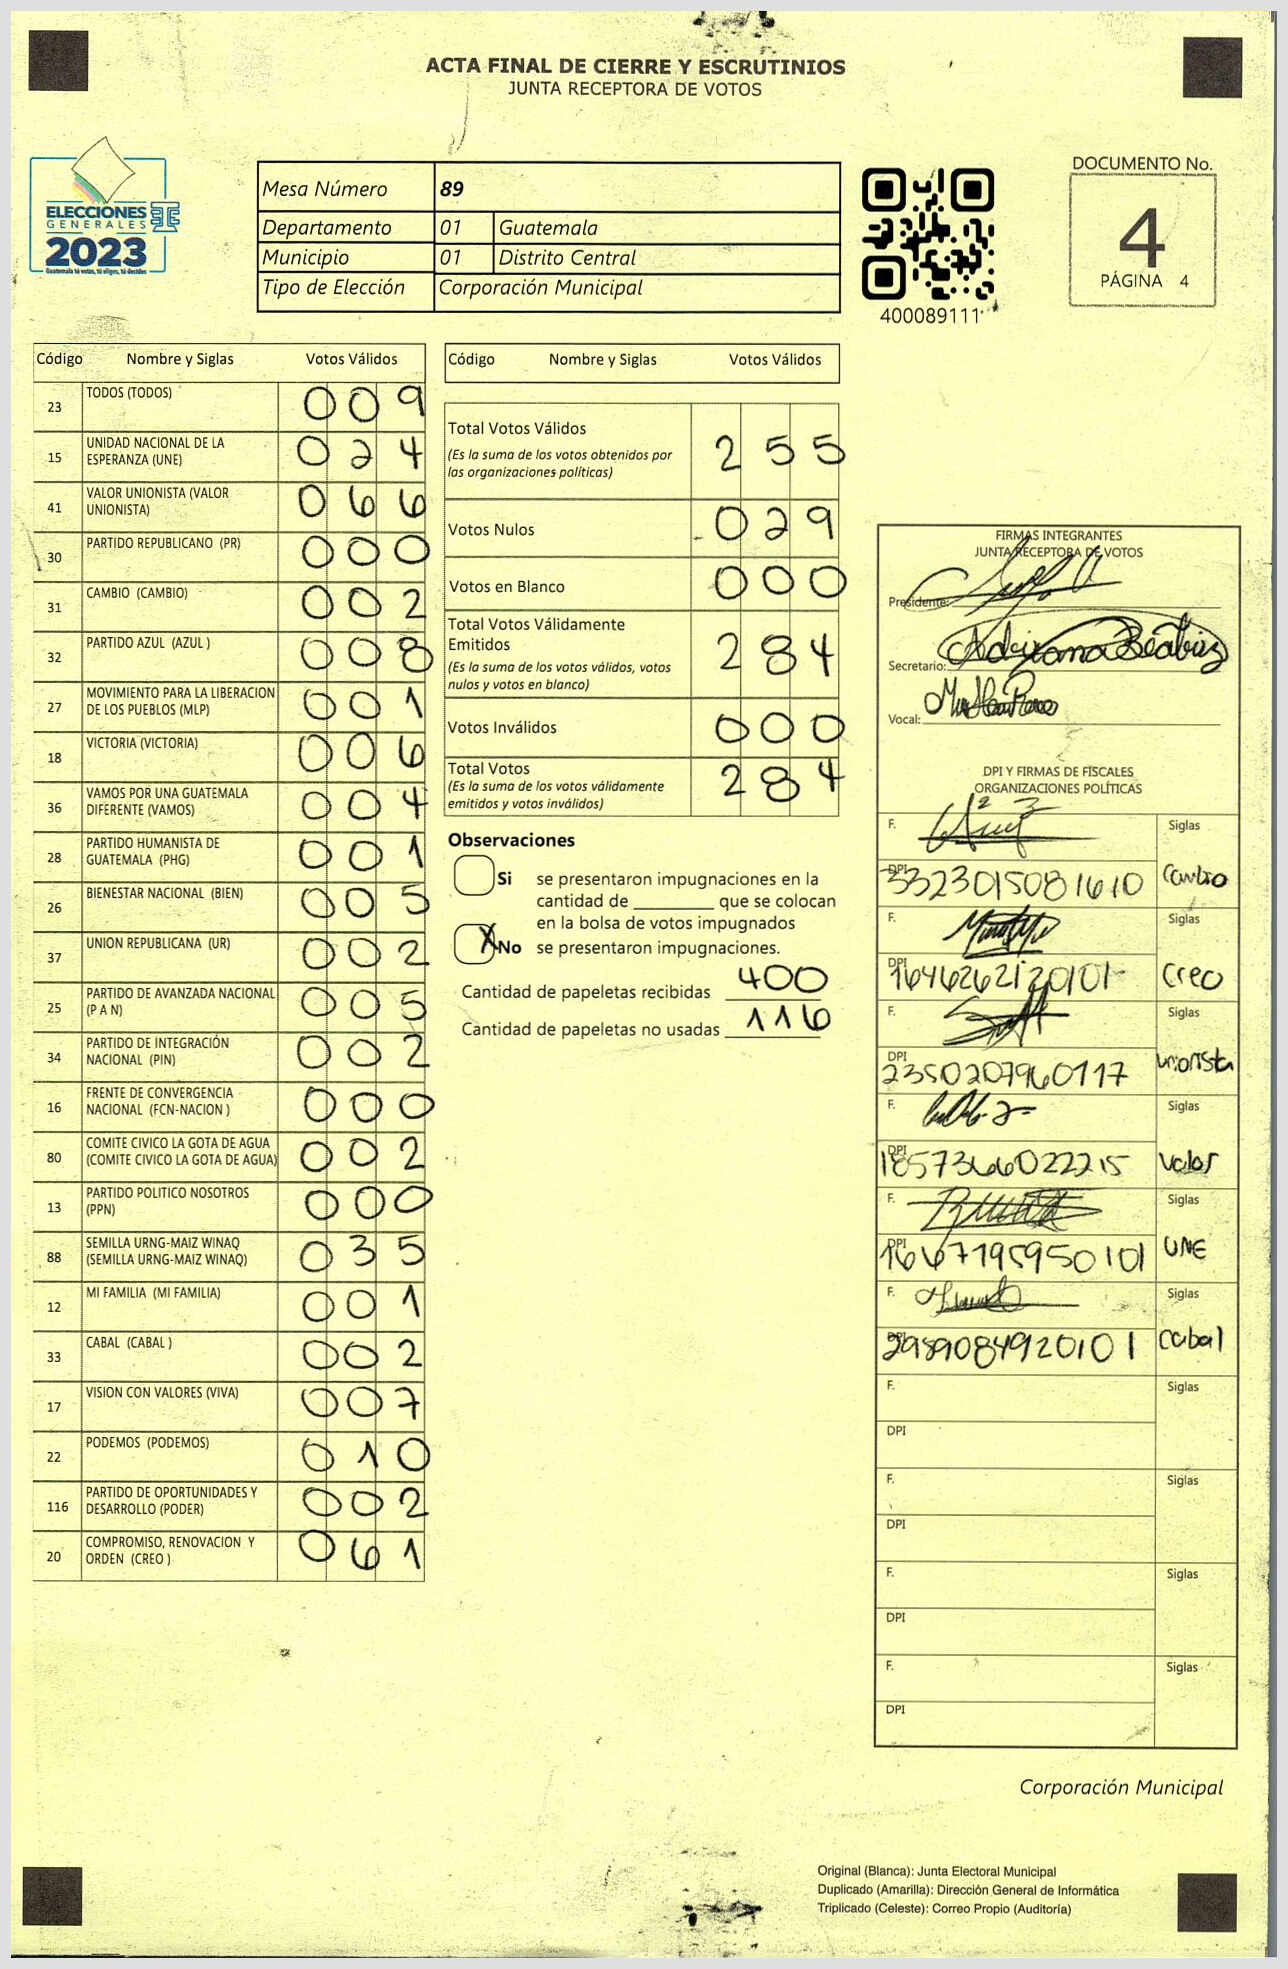 ACTA FINAL DE CIERRE Y ESCRUTINIOS
JUNTA RECEPTORA DE VOTOS
ELECCIONES
GENERALES
2023
Guatemala tú votas, tú eliges, tú decides
Mesa Número 89
Departamento 01 Guatemala
Municipio 01 Distrito Central
Tipo de Elección Corporación Municipal
400089111
DOCUMENTO No.
4
PÁGINA 4
Código Nombre y Siglas Votos Válidos
23 TODOS (TODOS) 009
15 UNIDAD NACIONAL DE LA ESPERANZA (UNE) 024
41 VALOR UNIONISTA (VALOR UNIONISTA) 066
30 PARTIDO REPUBLICANO (PR) 000
31 CAMBIO (CAMBIO) 002
32 PARTIDO AZUL (AZUL ) 008
27 MOVIMIENTO PARA LA LIBERACION DE LOS PUEBLOS (MLP) 001
18 VICTORIA (VICTORIA) 006
36 VAMOS POR UNA GUATEMALA DIFERENTE (VAMOS) 004
28 PARTIDO HUMANISTA DE GUATEMALA (PHG) 001
26 BIENESTAR NACIONAL (BIEN) 005
37 UNION REPUBLICANA (UR) 002
25 PARTIDO DE AVANZADA NACIONAL (P A N) 005
34 PARTIDO DE INTEGRACIÓN NACIONAL (PIN) 002
16 FRENTE DE CONVERGENCIA NACIONAL (FCN-NACION ) 000
80 COMITE CIVICO LA GOTA DE AGUA (COMITE CIVICO LA GOTA DE AGUA) 002
13 PARTIDO POLITICO NOSOTROS (PPN) 000
88 SEMILLA URNG-MAIZ WINAQ (SEMILLA URNG-MAIZ WINAQ) 035
12 MI FAMILIA (MI FAMILIA) 001
33 CABAL (CABAL ) 002
17 VISION CON VALORES (VIVA) 007
22 PODEMOS (PODEMOS) 010
116 PARTIDO DE OPORTUNIDADES Y DESARROLLO (PODER) 002
20 COMPROMISO, RENOVACION Y ORDEN (CREO ) 061
Código Nombre y Siglas Votos Válidos
Total Votos Válidos 255
(Es la suma de los votos obtenidos por
las organizaciones políticas)
Votos Nulos 029
Votos en Blanco 000
Total Votos Válidamente
Emitidos 284
(Es la suma de los votos válidos, votos
nulos y votos en blanco)
Votos Inválidos 000
Total Votos 284
(Es la suma de los votos válidamente
emitidos y votos inválidos)
Observaciones
Si se presentaron impugnaciones en la
cantidad de ________ que se colocan
en la bolsa de votos impugnados
X No se presentaron impugnaciones.
Cantidad de papeletas recibidas 400
Cantidad de papeletas no usadas 116
FIRMAS INTEGRANTES
JUNTA RECEPTORA DE VOTOS
Presidente:
Secretario: Adriana Beatriz
Vocal:
DPI Y FIRMAS DE FISCALES
ORGANIZACIONES POLÍTICAS
F. Siglas
DPI 3323015081610 Cambio
F. Siglas
DPI 1646262120101 Creo
F. Siglas
DPI 2350207960117 unionista
F. Siglas
DPI 1857366022215 Valor
F. Siglas
DPI 1667195950101 UNE
F. Siglas
DPI 2989084920101 Cabal
F. Siglas
DPI
F. Siglas
DPI
F. Siglas
DPI
F. Siglas
DPI
Corporación Municipal
Original (Blanca): Junta Electoral Municipal
Duplicado (Amarilla): Dirección General de Informática
Triplicado (Celeste): Correo Propio (Auditoría)